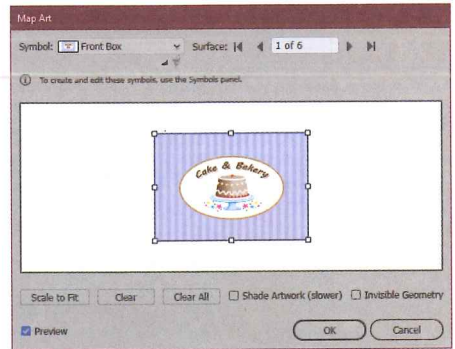 Map Art
Symbol: Front Box Surface: 1 of 6
To create and edit these symbols, use the Symbols panel.
Cake & Bakery
Scale to Fit Clear Clear All Shade Artwork (slower) Invisible Geometry
Preview OK Cancel